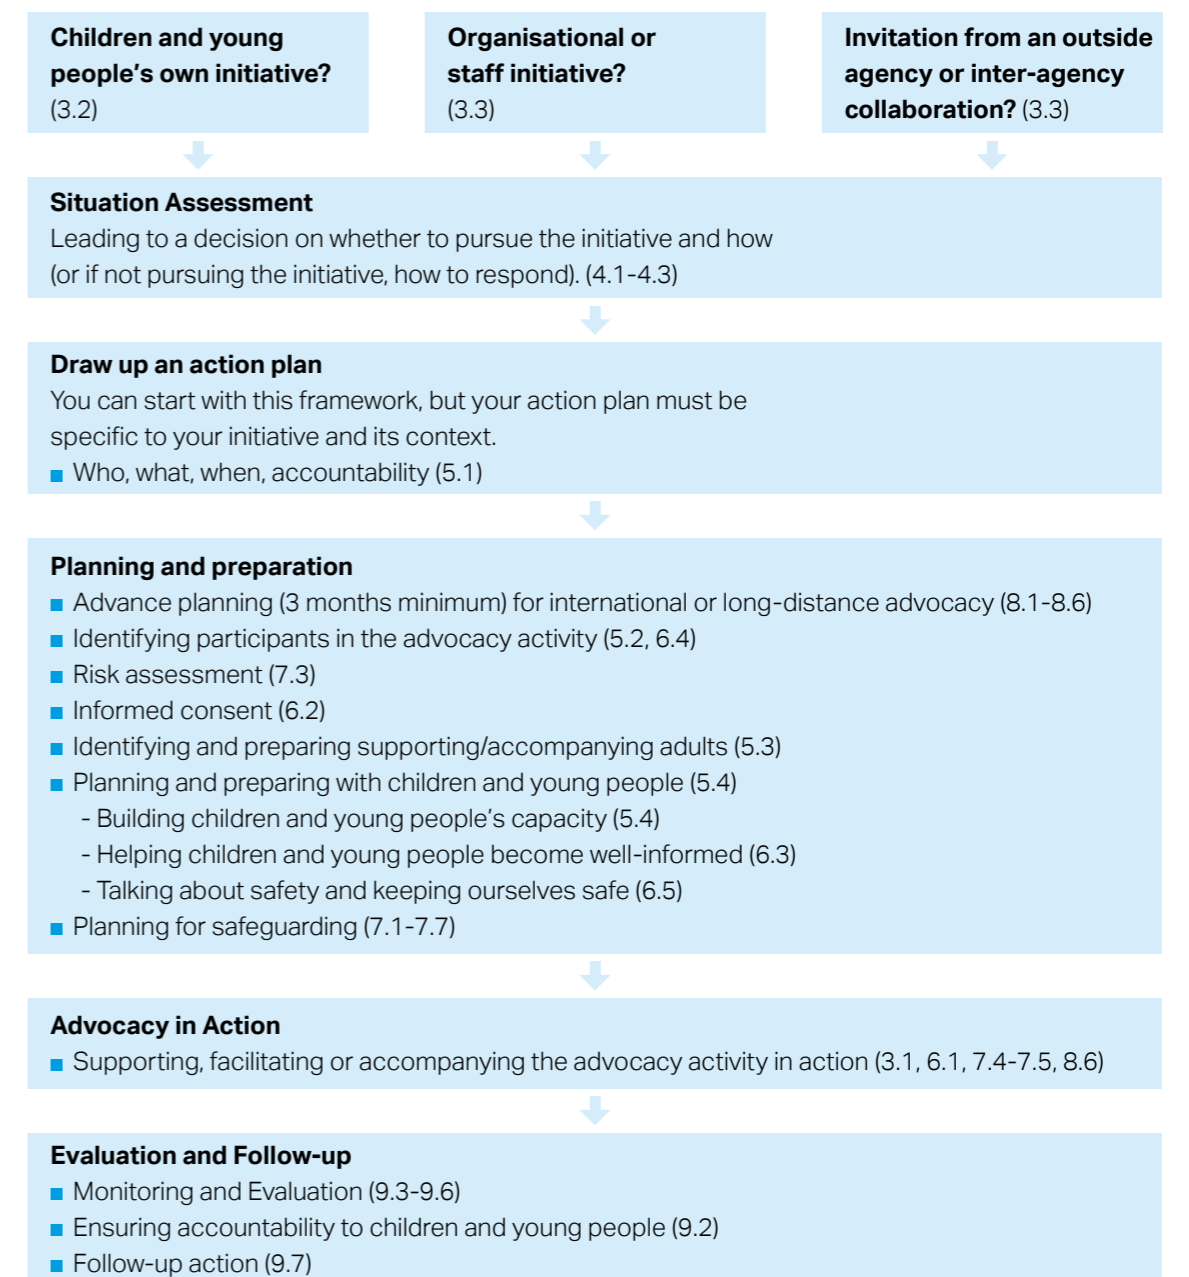 Children and young
people's own initiative?
(3.2)
Organisational or
staff initiative?
(3.3)
Invitation from an outside
agency or inter-agency
collaboration? (3.3)
Situation Assessment
Leading to a decision on whether to pursue the initiative and how
(or if not pursuing the initiative, how to respond). (4.1-4.3)
Draw up an action plan
You can start with this framework, but your action plan must be
specific to your initiative and its context.
■ Who, what, when, accountability (5.1)
Planning and preparation
■ Advance planning (3 months minimum) for international or long-distance advocacy (8.1-8.6)
■ Identifying participants in the advocacy activity (5.2, 6.4)
■ Risk assessment (7.3)
■ Informed consent (6.2)
■ Identifying and preparing supporting/accompanying adults (5.3)
■ Planning and preparing with children and young people (5.4)
- Building children and young people's capacity (5.4)
- Helping children and young people become well-informed (6.3)
- Talking about safety and keeping ourselves safe (6.5)
■ Planning for safeguarding (7.1-7.7)
Advocacy in Action
■ Supporting, facilitating or accompanying the advocacy activity in action (3.1, 6.1, 7.4-7.5, 8.6)
Evaluation and Follow-up
■ Monitoring and Evaluation (9.3-9.6)
■ Ensuring accountability to children and young people (9.2)
■ Follow-up action (9.7)